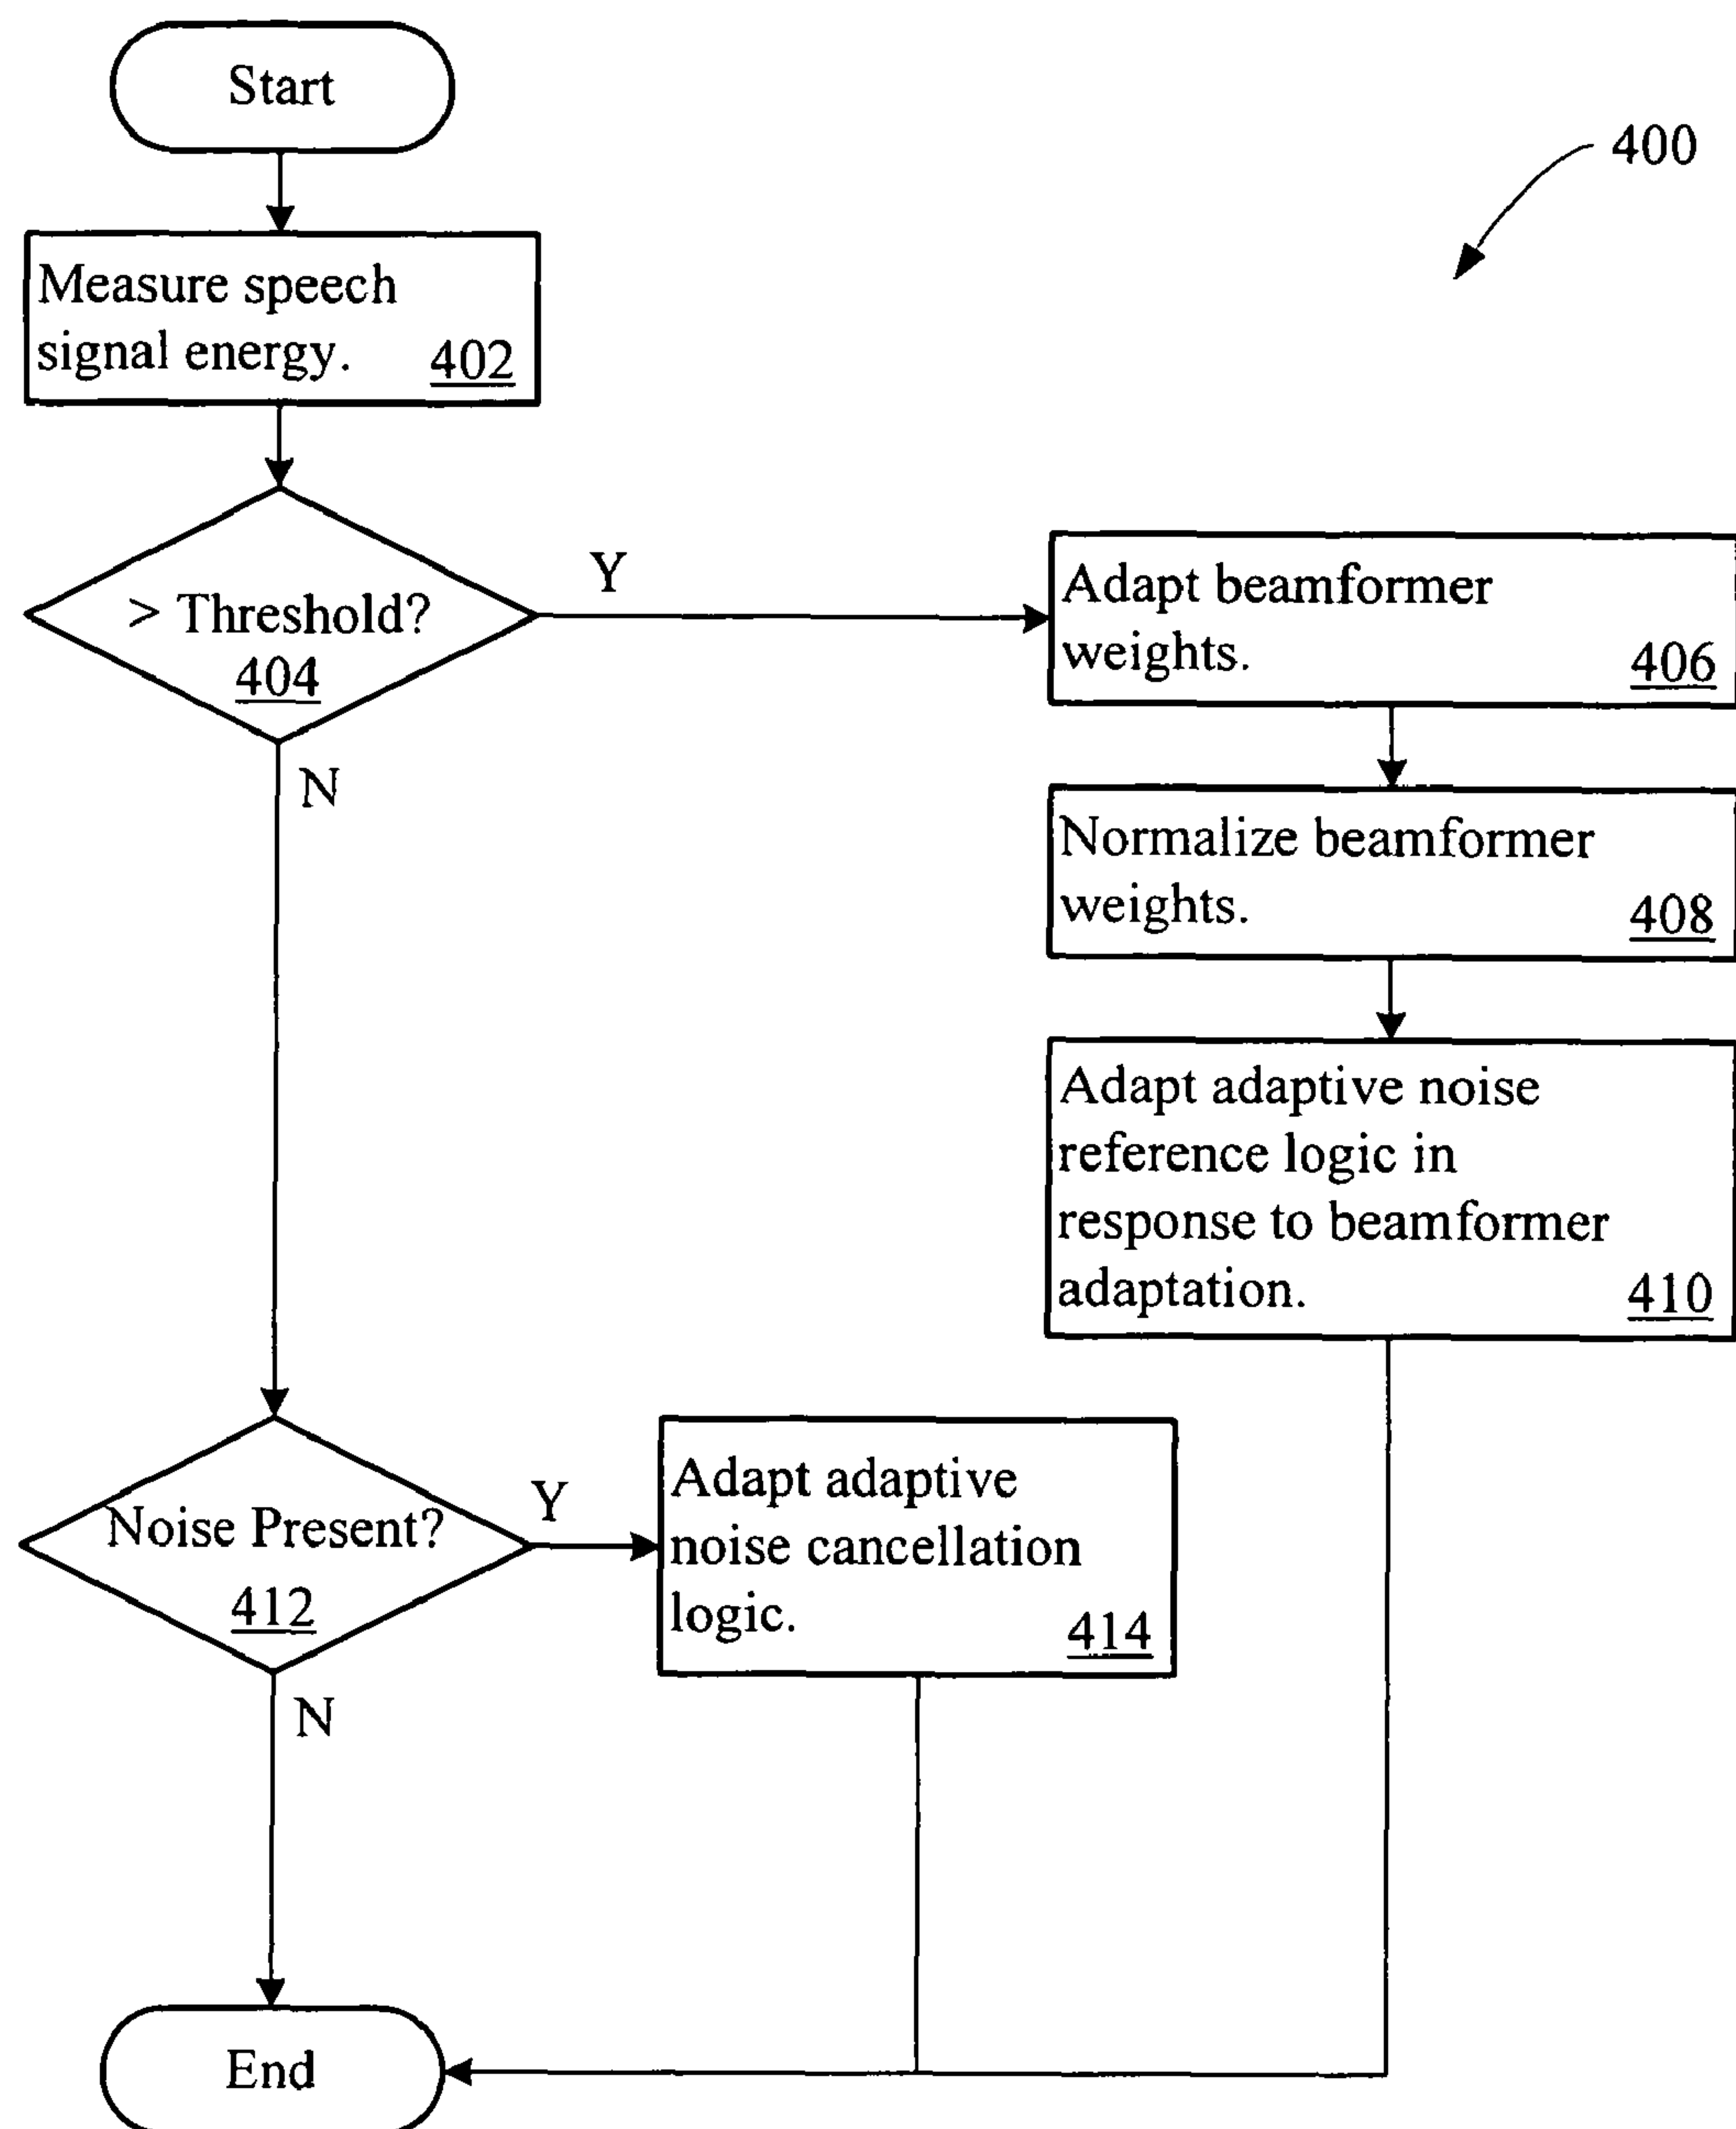 Start
400
Measure speech
signal energy.
402
> Threshold?
404
Y
N
Adapt beamformer
weights.
406
Normalize beamformer
weights.
408
Adapt adaptive noise
reference logic in
response to beamformer
adaptation.
410
Noise Present?
412
Y
N
Adapt adaptive
noise cancellation
logic.
414
End